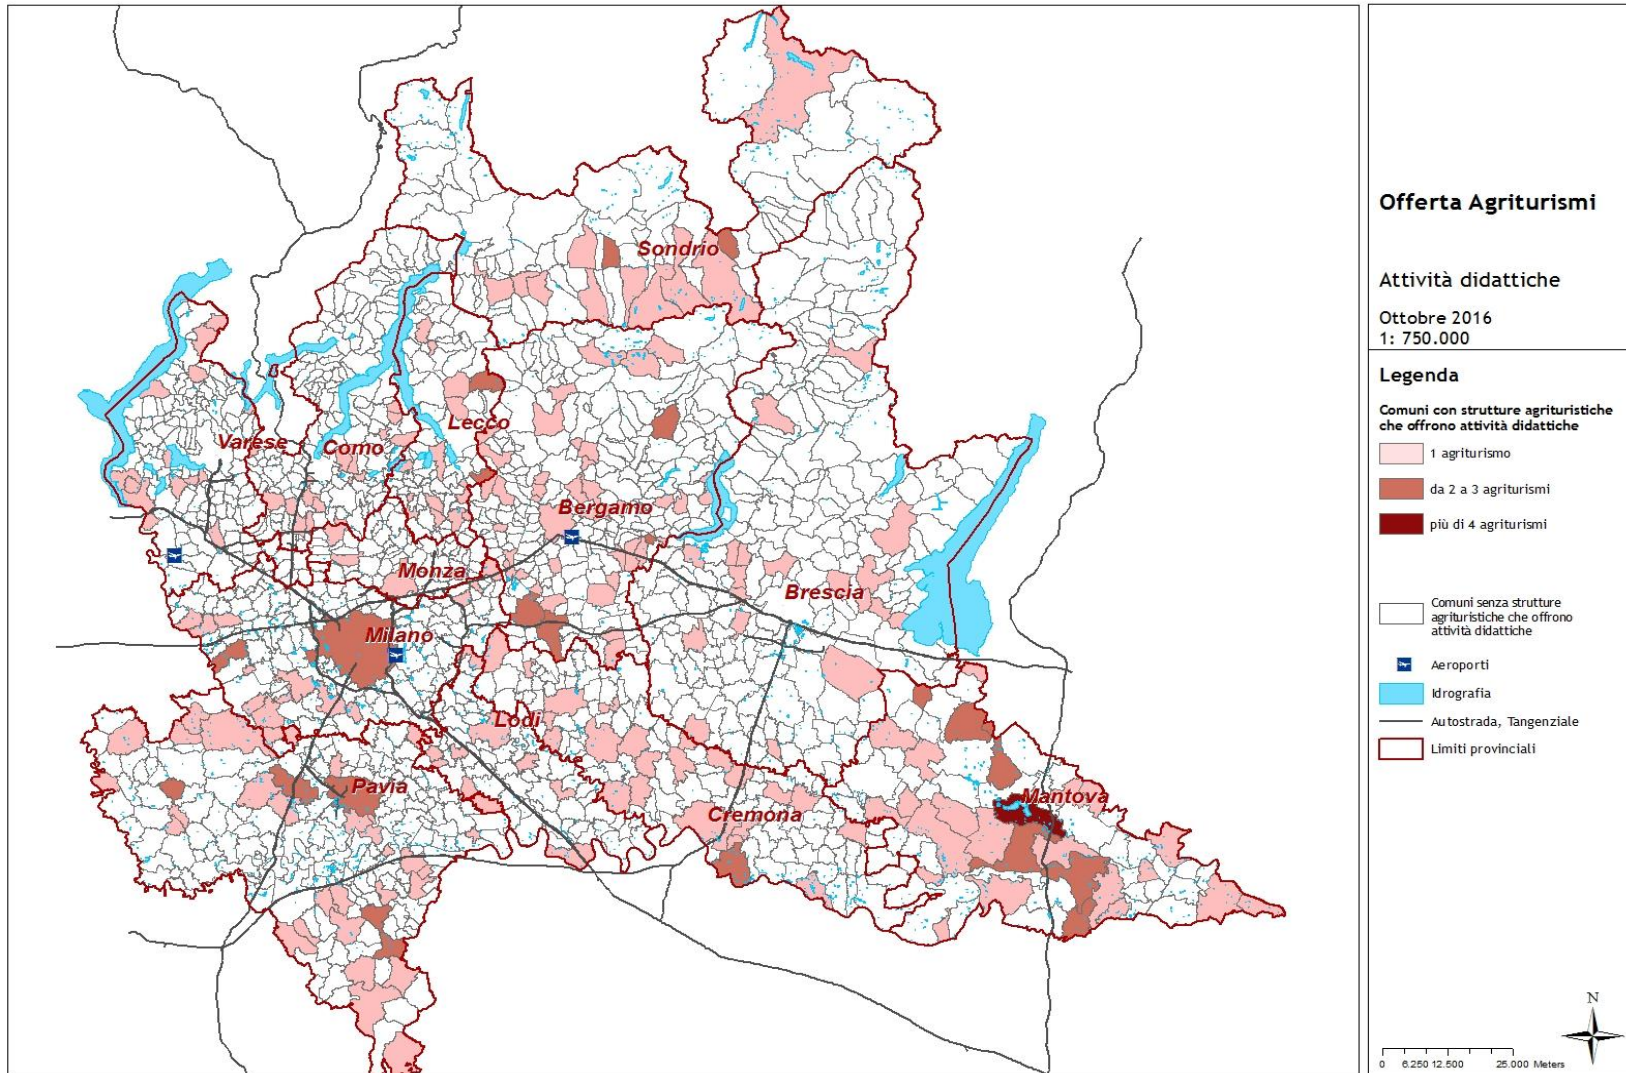 Sondrio
Varese
Como
Lecco
Bergamo
Monza
Brescia
Milano
Lodi
Pavia
Cremona
Mantova
Offerta Agriturismi
Attività didattiche
Ottobre 2016
1: 750.000
Legenda
Comuni con strutture agrituristiche
che offrono attività didattiche
1 agriturismo
da 2 a 3 agriturismi
più di 4 agriturismi
Comuni senza strutture
agrituristiche che offrono
attività didattiche
Aeroporti
Idrografia
Autostrada, Tangenziale
Limiti provinciali
N
0 6.250 12.500 25.000 Meters